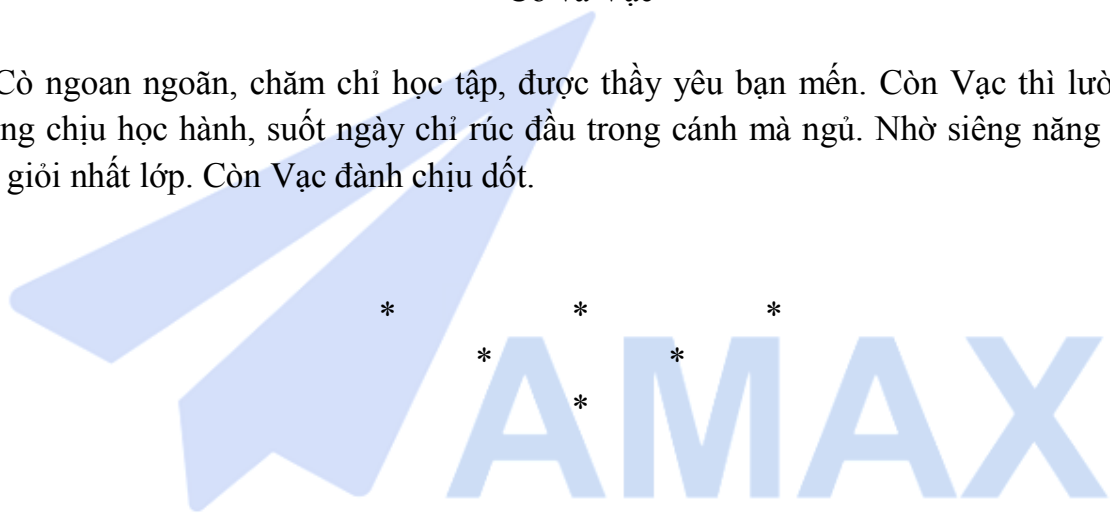 Cò ngoan ngoãn, chăm chỉ học tập, được thầy yêu bạn mến. Còn Vạc thì
chịu học hành, suốt ngày chỉ rúc đầu trong cánh mà ngủ. Nhờ siêng năng
giỏi nhất lớp. Còn Vạc đành chịu dốt.
* * *
* *
*
AMAX